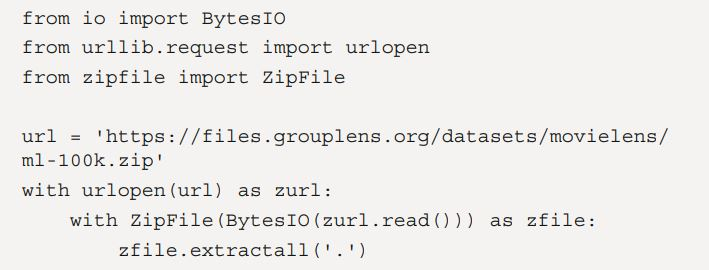 from io import BytesIO
from urllib.request import urlopen
from zipfile import ZipFile

url = 'https://files.grouplens.org/datasets/movielens/
ml-100k.zip'
with urlopen(url) as zurl:
    with ZipFile(BytesIO(zurl.read())) as zfile:
        zfile.extractall('.')